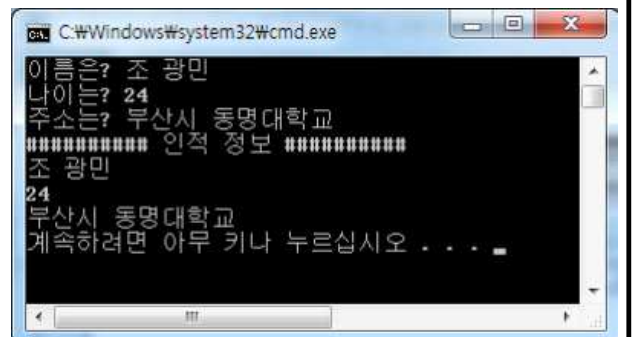 C:\Windows\system32\cmd.exe
이름은? 조 광민
나이는? 24
주소는? 부산시 동명대학교
########## 인적 정보 ##########
조 광민
24
부산시 동명대학교
계속하려면 아무 키나 누르십시오 . . .